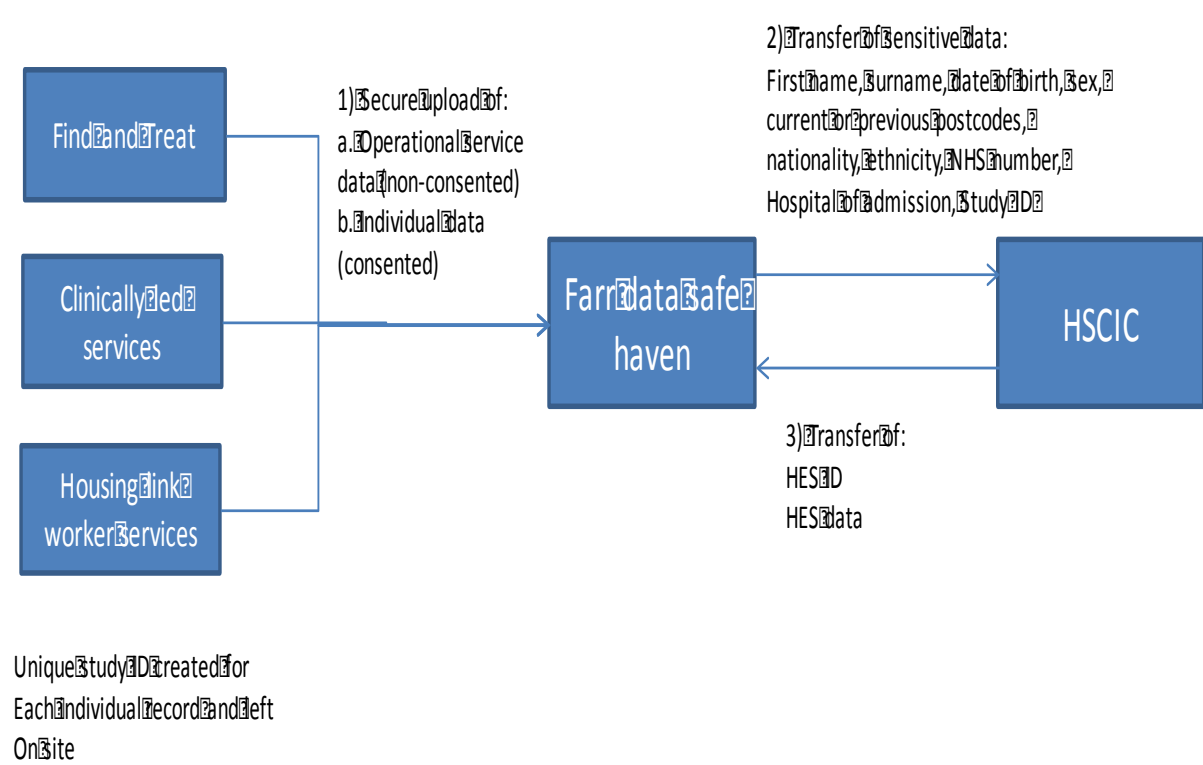 Find and Treat
Clinically led
services
Housing link
worker services
Unique study ID created for
Each individual record and left
On site
1) Secure upload of:
a. Operational service
data (non-consented)
b. Individual data
(consented)
Farr data safe
haven
2) Transfer of sensitive data:
First name, surname, date of birth, sex,
current or previous postcodes,
nationality, ethnicity, NHS number,
Hospital of admission, Study ID
HSCIC
3) Transfer of:
HES ID
HES data